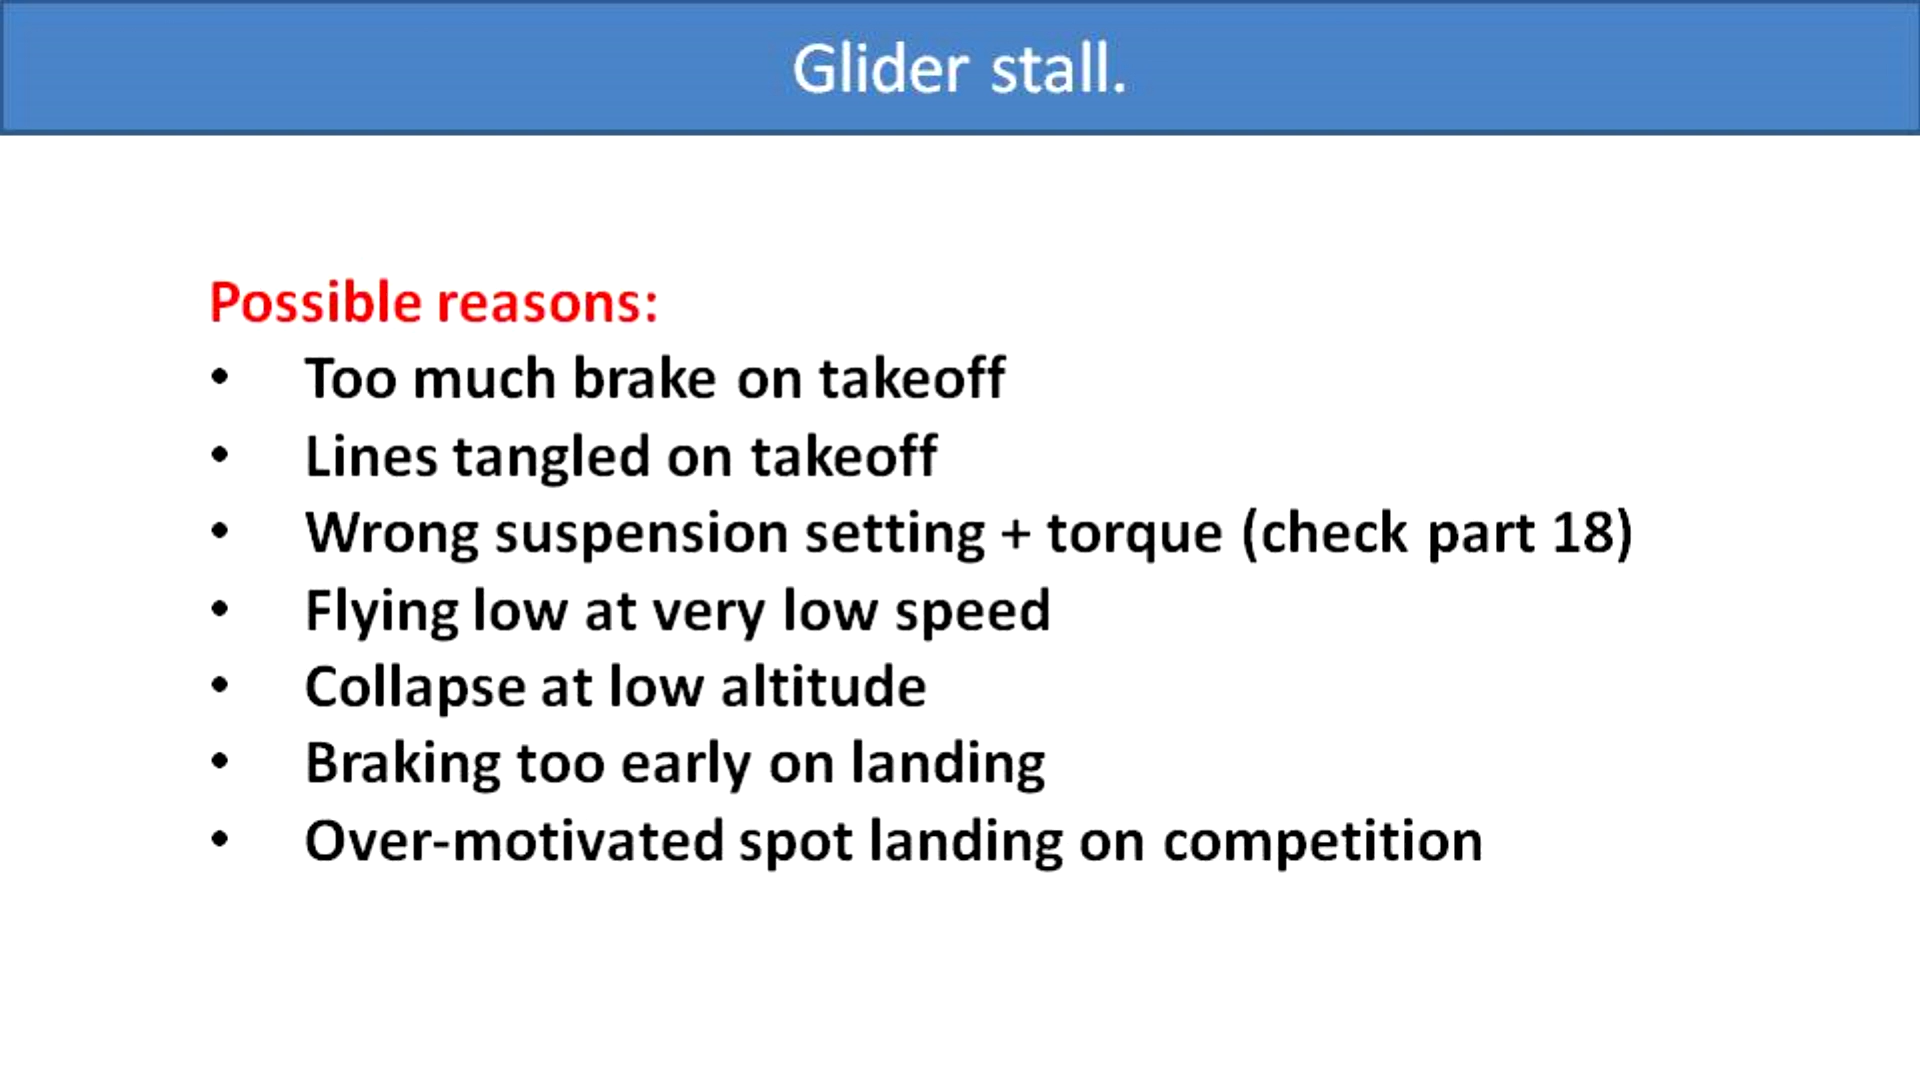 Glider stall.
Possible reasons:
• Too much brake on takeoff
• Lines tangled on takeoff
• Wrong suspension setting + torque (check part 18)
• Flying low at very low speed
• Collapse at low altitude
• Braking too early on landing
• Over-motivated spot landing on competition